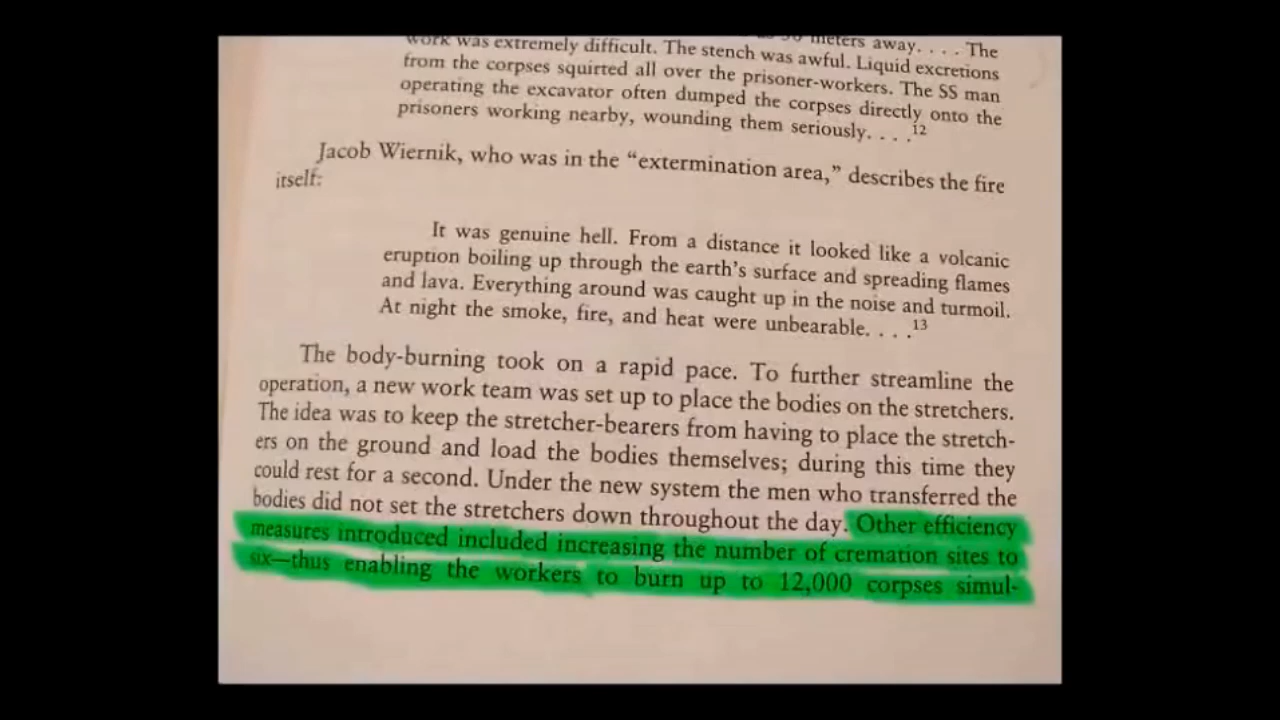 meters away. . . . The
work was extremely difficult. The stench was awful. Liquid excretions
from the corpses squirted all over the prisoner-workers. The SS man
operating the excavator often dumped the corpses directly onto the
prisoners working nearby, wounding them seriously. . . .12
Jacob Wiernik, who was in the “extermination area,” describes the fire
itself:
It was genuine hell. From a distance it looked like a volcanic
eruption boiling up through the earth’s surface and spreading flames
and lava. Everything around was caught up in the noise and turmoil.
At night the smoke, fire, and heat were unbearable. . . .13
The body-burning took on a rapid pace. To further streamline the
operation, a new work team was set up to place the bodies on the stretchers.
The idea was to keep the stretcher-bearers from having to place the stretch-
ers on the ground and load the bodies themselves; during this time they
could rest for a second. Under the new system the men who transferred the
bodies did not set the stretchers down throughout the day. Other efficiency
measures introduced included increasing the number of cremation sites to
six—thus enabling the workers to burn up to 12,000 corpses simul-